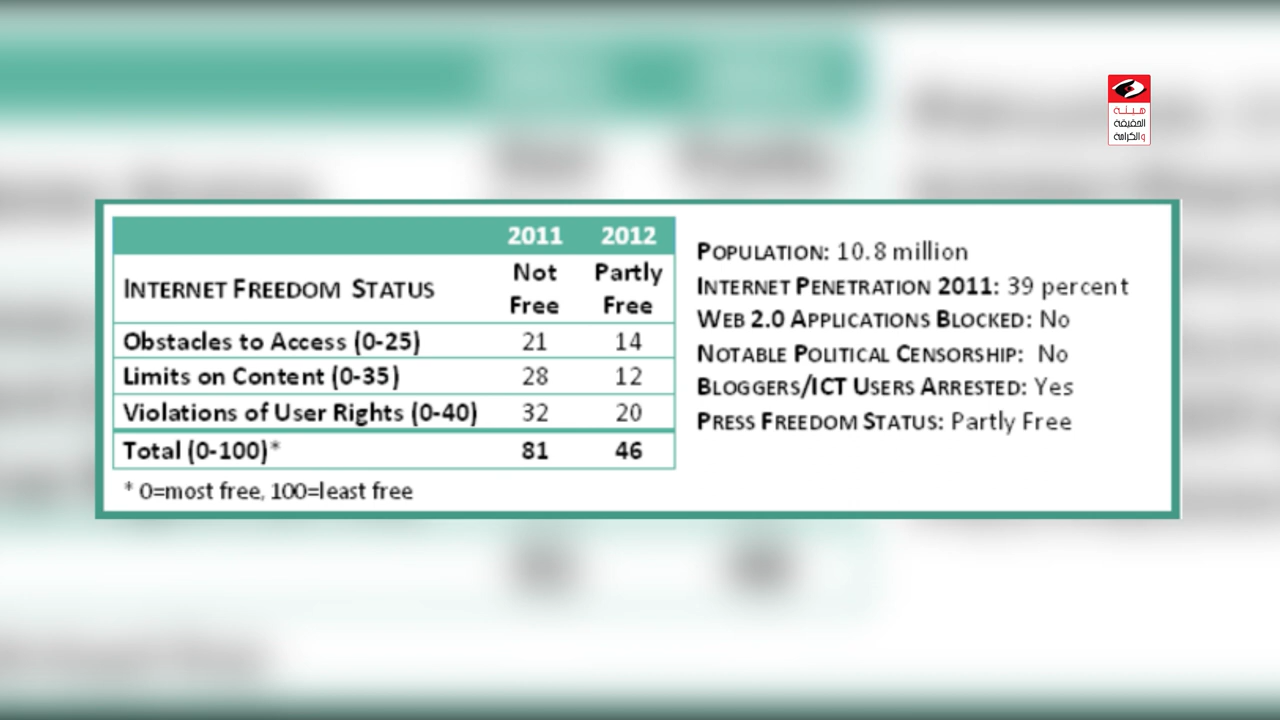 هيئة
الحقيقة
والكرامة
2011 2012
INTERNET FREEDOM STATUS Not Free Partly Free
Obstacles to Access (0-25) 21 14
Limits on Content (0-35) 28 12
Violations of User Rights (0-40) 32 20
Total (0-100)* 81 46
* 0=most free, 100=least free
POPULATION: 10.8 million
INTERNET PENETRATION 2011: 39 percent
WEB 2.0 APPLICATIONS BLOCKED: No
NOTABLE POLITICAL CENSORSHIP: No
BLOGGERS/ICT USERS ARRESTED: Yes
PRESS FREEDOM STATUS: Partly Free